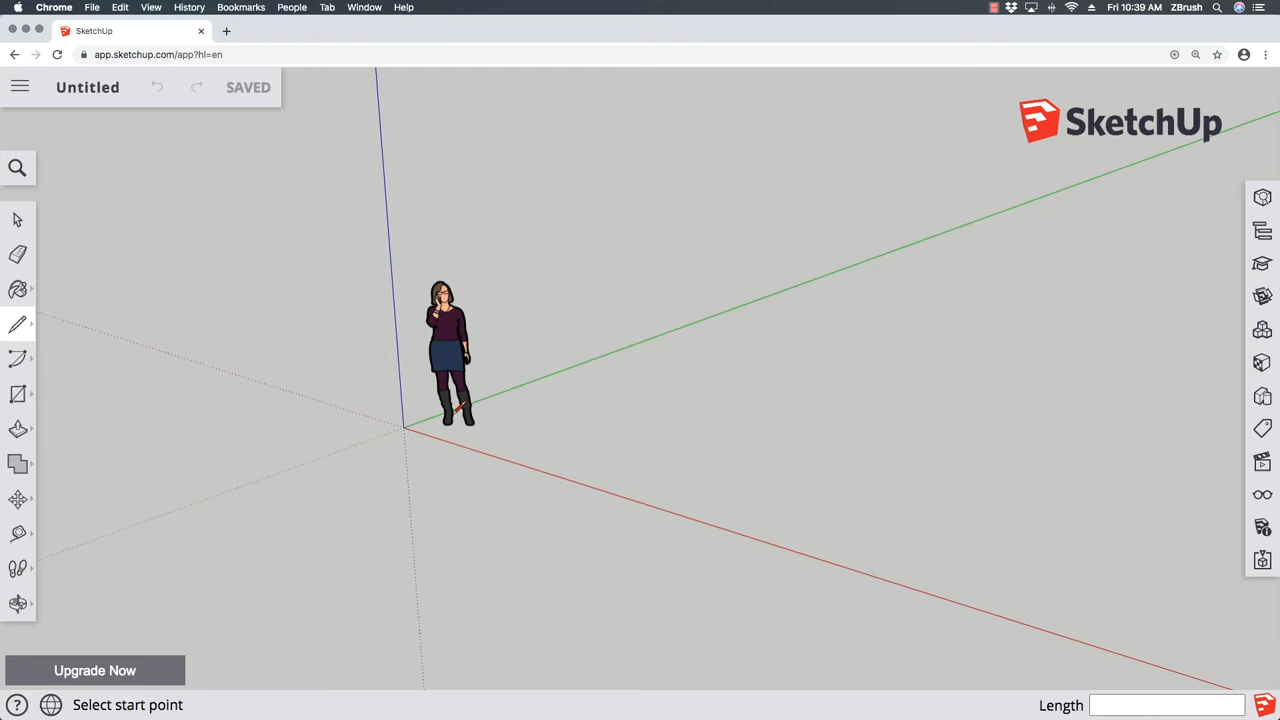 Chrome File Edit View History Bookmarks People Tab Window Help Fri 10:39 AM ZBrush
SketchUp
app.sketchup.com/app?hl=en
Untitled SAVED
SketchUp
Upgrade Now
Select start point
Length